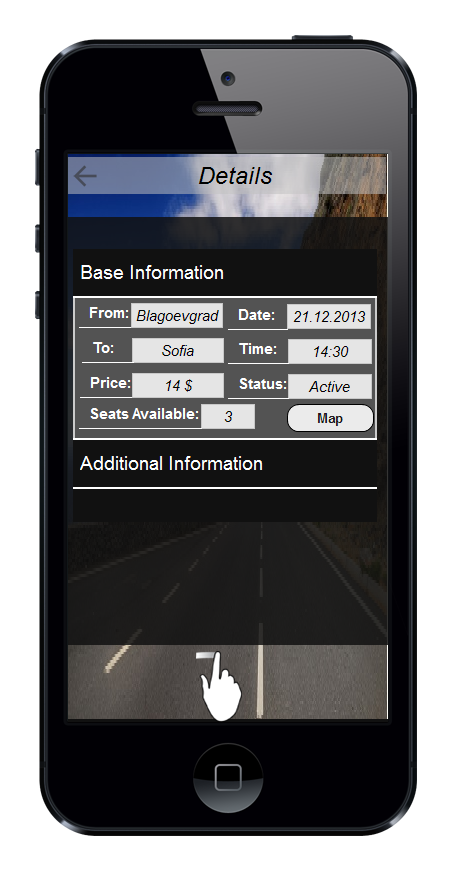 Details
Base Information
From: Blagoevgrad Date: 21.12.2013
To: Sofia Time: 14:30
Price: 14 $ Status: Active
Seats Available: 3 Map
Additional Information